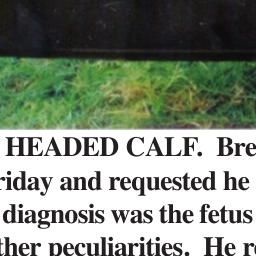 HEADED CALF. Bre
riday and requested he
diagnosis was the fetus
ther peculiarities. He r